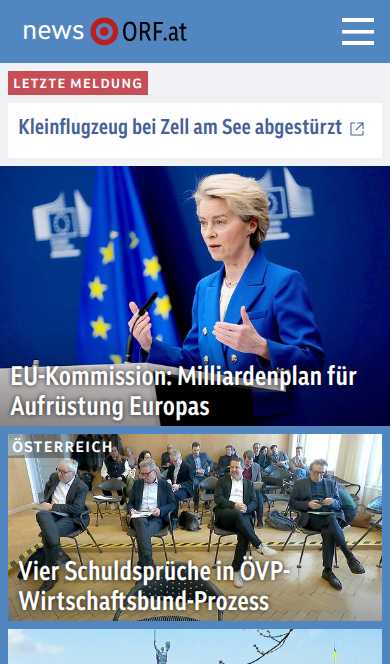 news ORF.at
LETZTE MELDUNG
Kleinflugzeug bei Zell am See abgestürzt
EU-Kommission: Milliardenplan für
Aufrüstung Europas
ÖSTERREICH
Vier Schuldsprüche in ÖVP-
Wirtschaftsbund-Prozess